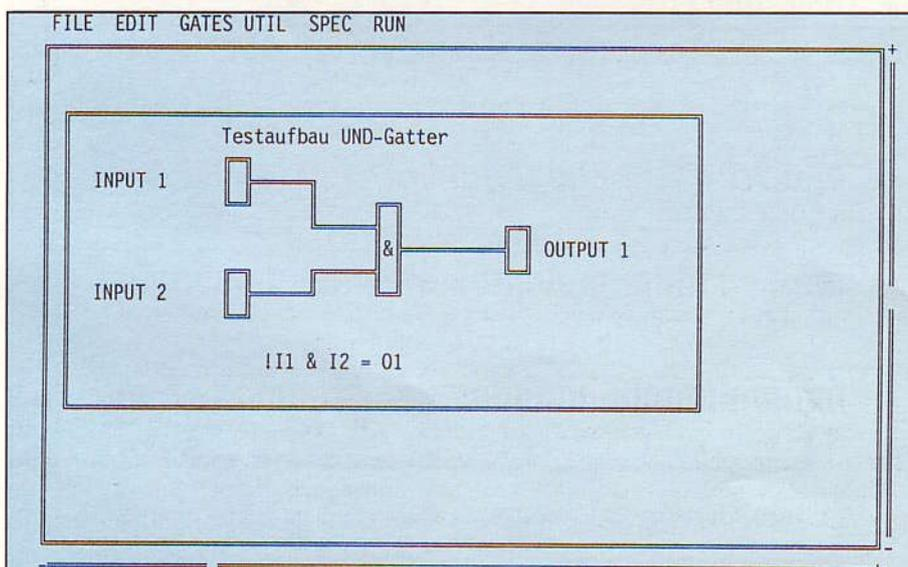 FILE EDIT GATES UTIL SPEC RUN
+
Testaufbau UND-Gatter
INPUT 1
&
OUTPUT 1
INPUT 2
!I1 & I2 = O1
-
- +